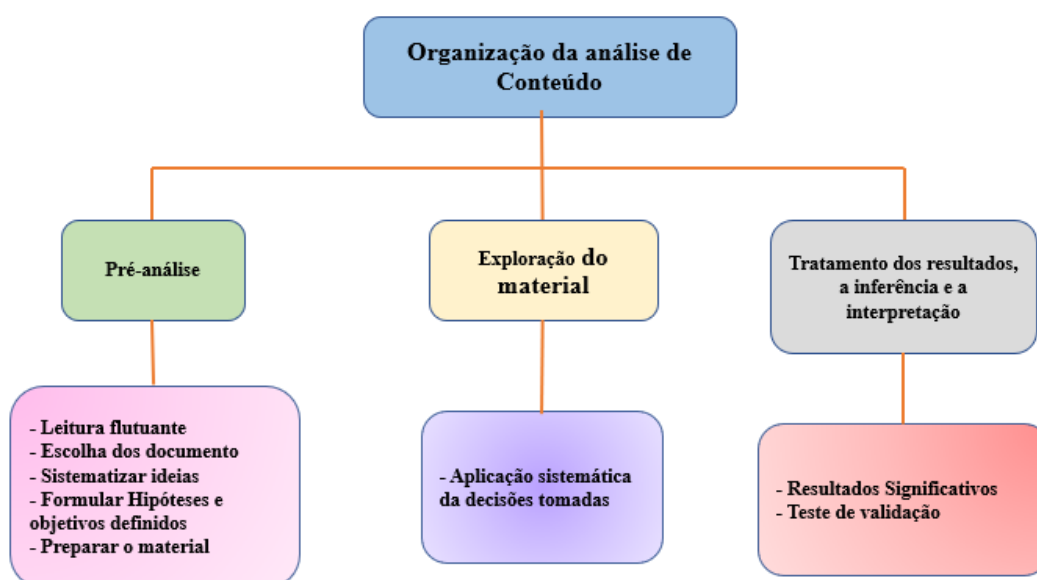 Organização da análise de
Conteúdo
Pré-análise
Exploração do
material
Tratamento dos resultados,
a inferência e a
interpretação
- Leitura flutuante
- Escolha dos documento
- Sistematizar ideias
- Formular Hipóteses e
objetivos definidos
- Preparar o material
- Aplicação sistemática
da decisões tomadas
- Resultados Significativos
- Teste de validação